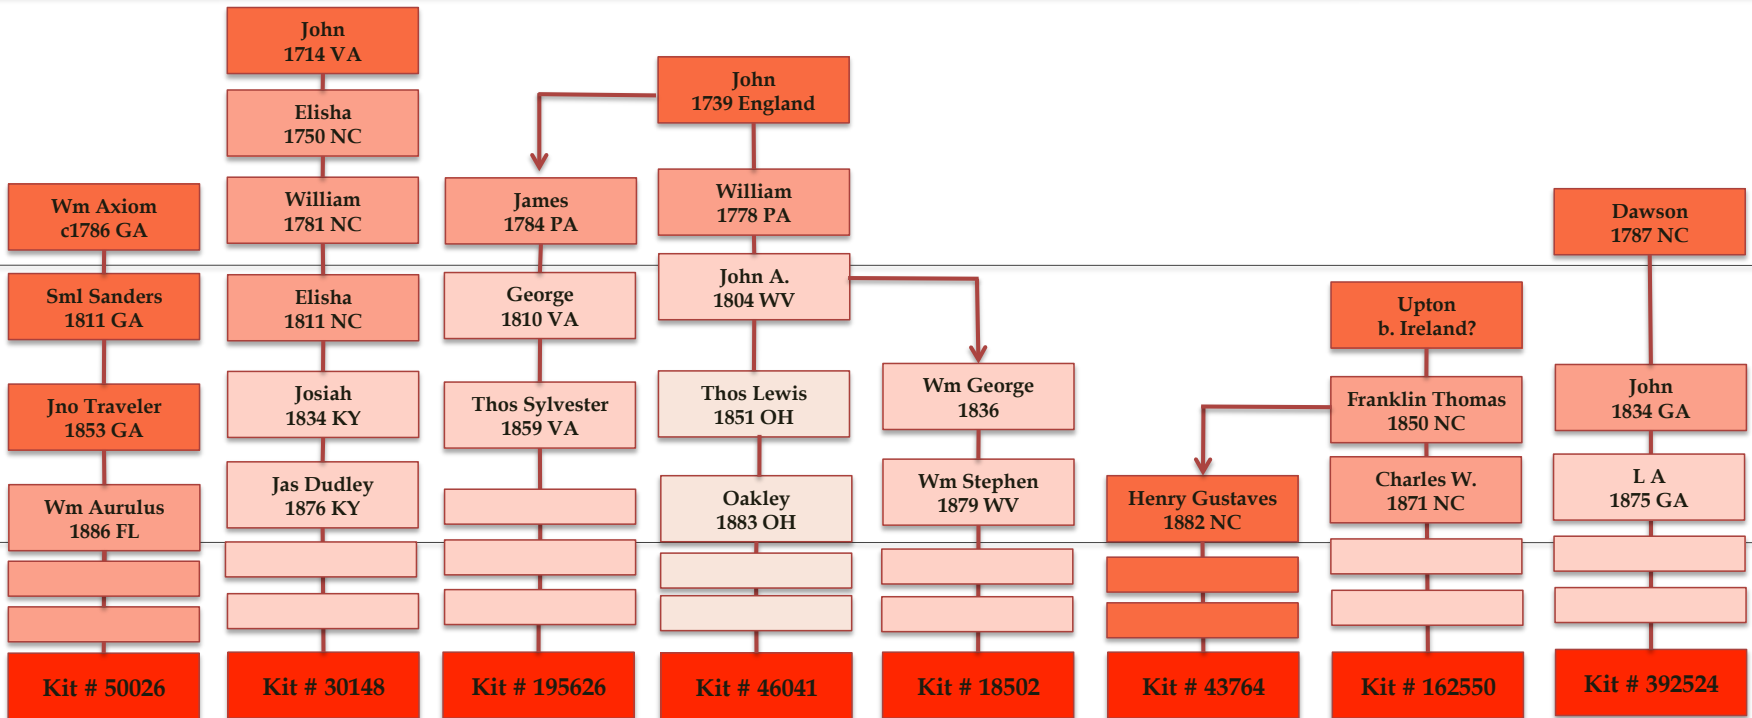 Wm Axiom
c1786 GA
Sml Sanders
1811 GA
Jno Traveler
1853 GA
Wm Aurulus
1886 FL
Kit # 50026
John
1714 VA
Elisha
1750 NC
William
1781 NC
Elisha
1811 NC
Josiah
1834 KY
Jas Dudley
1876 KY
Kit # 30148
James
1784 PA
George
1810 VA
Thos Sylvester
1859 VA
Kit # 195626
John
1739 England
William
1778 PA
John A.
1804 WV
Thos Lewis
1851 OH
Oakley
1883 OH
Kit # 46041
Wm George
1836
Wm Stephen
1879 WV
Kit # 18502
Henry Gustaves
1882 NC
Kit # 43764
Upton
b. Ireland?
Franklin Thomas
1850 NC
Charles W.
1871 NC
Kit # 162550
Dawson
1787 NC
John
1834 GA
L A
1875 GA
Kit # 392524